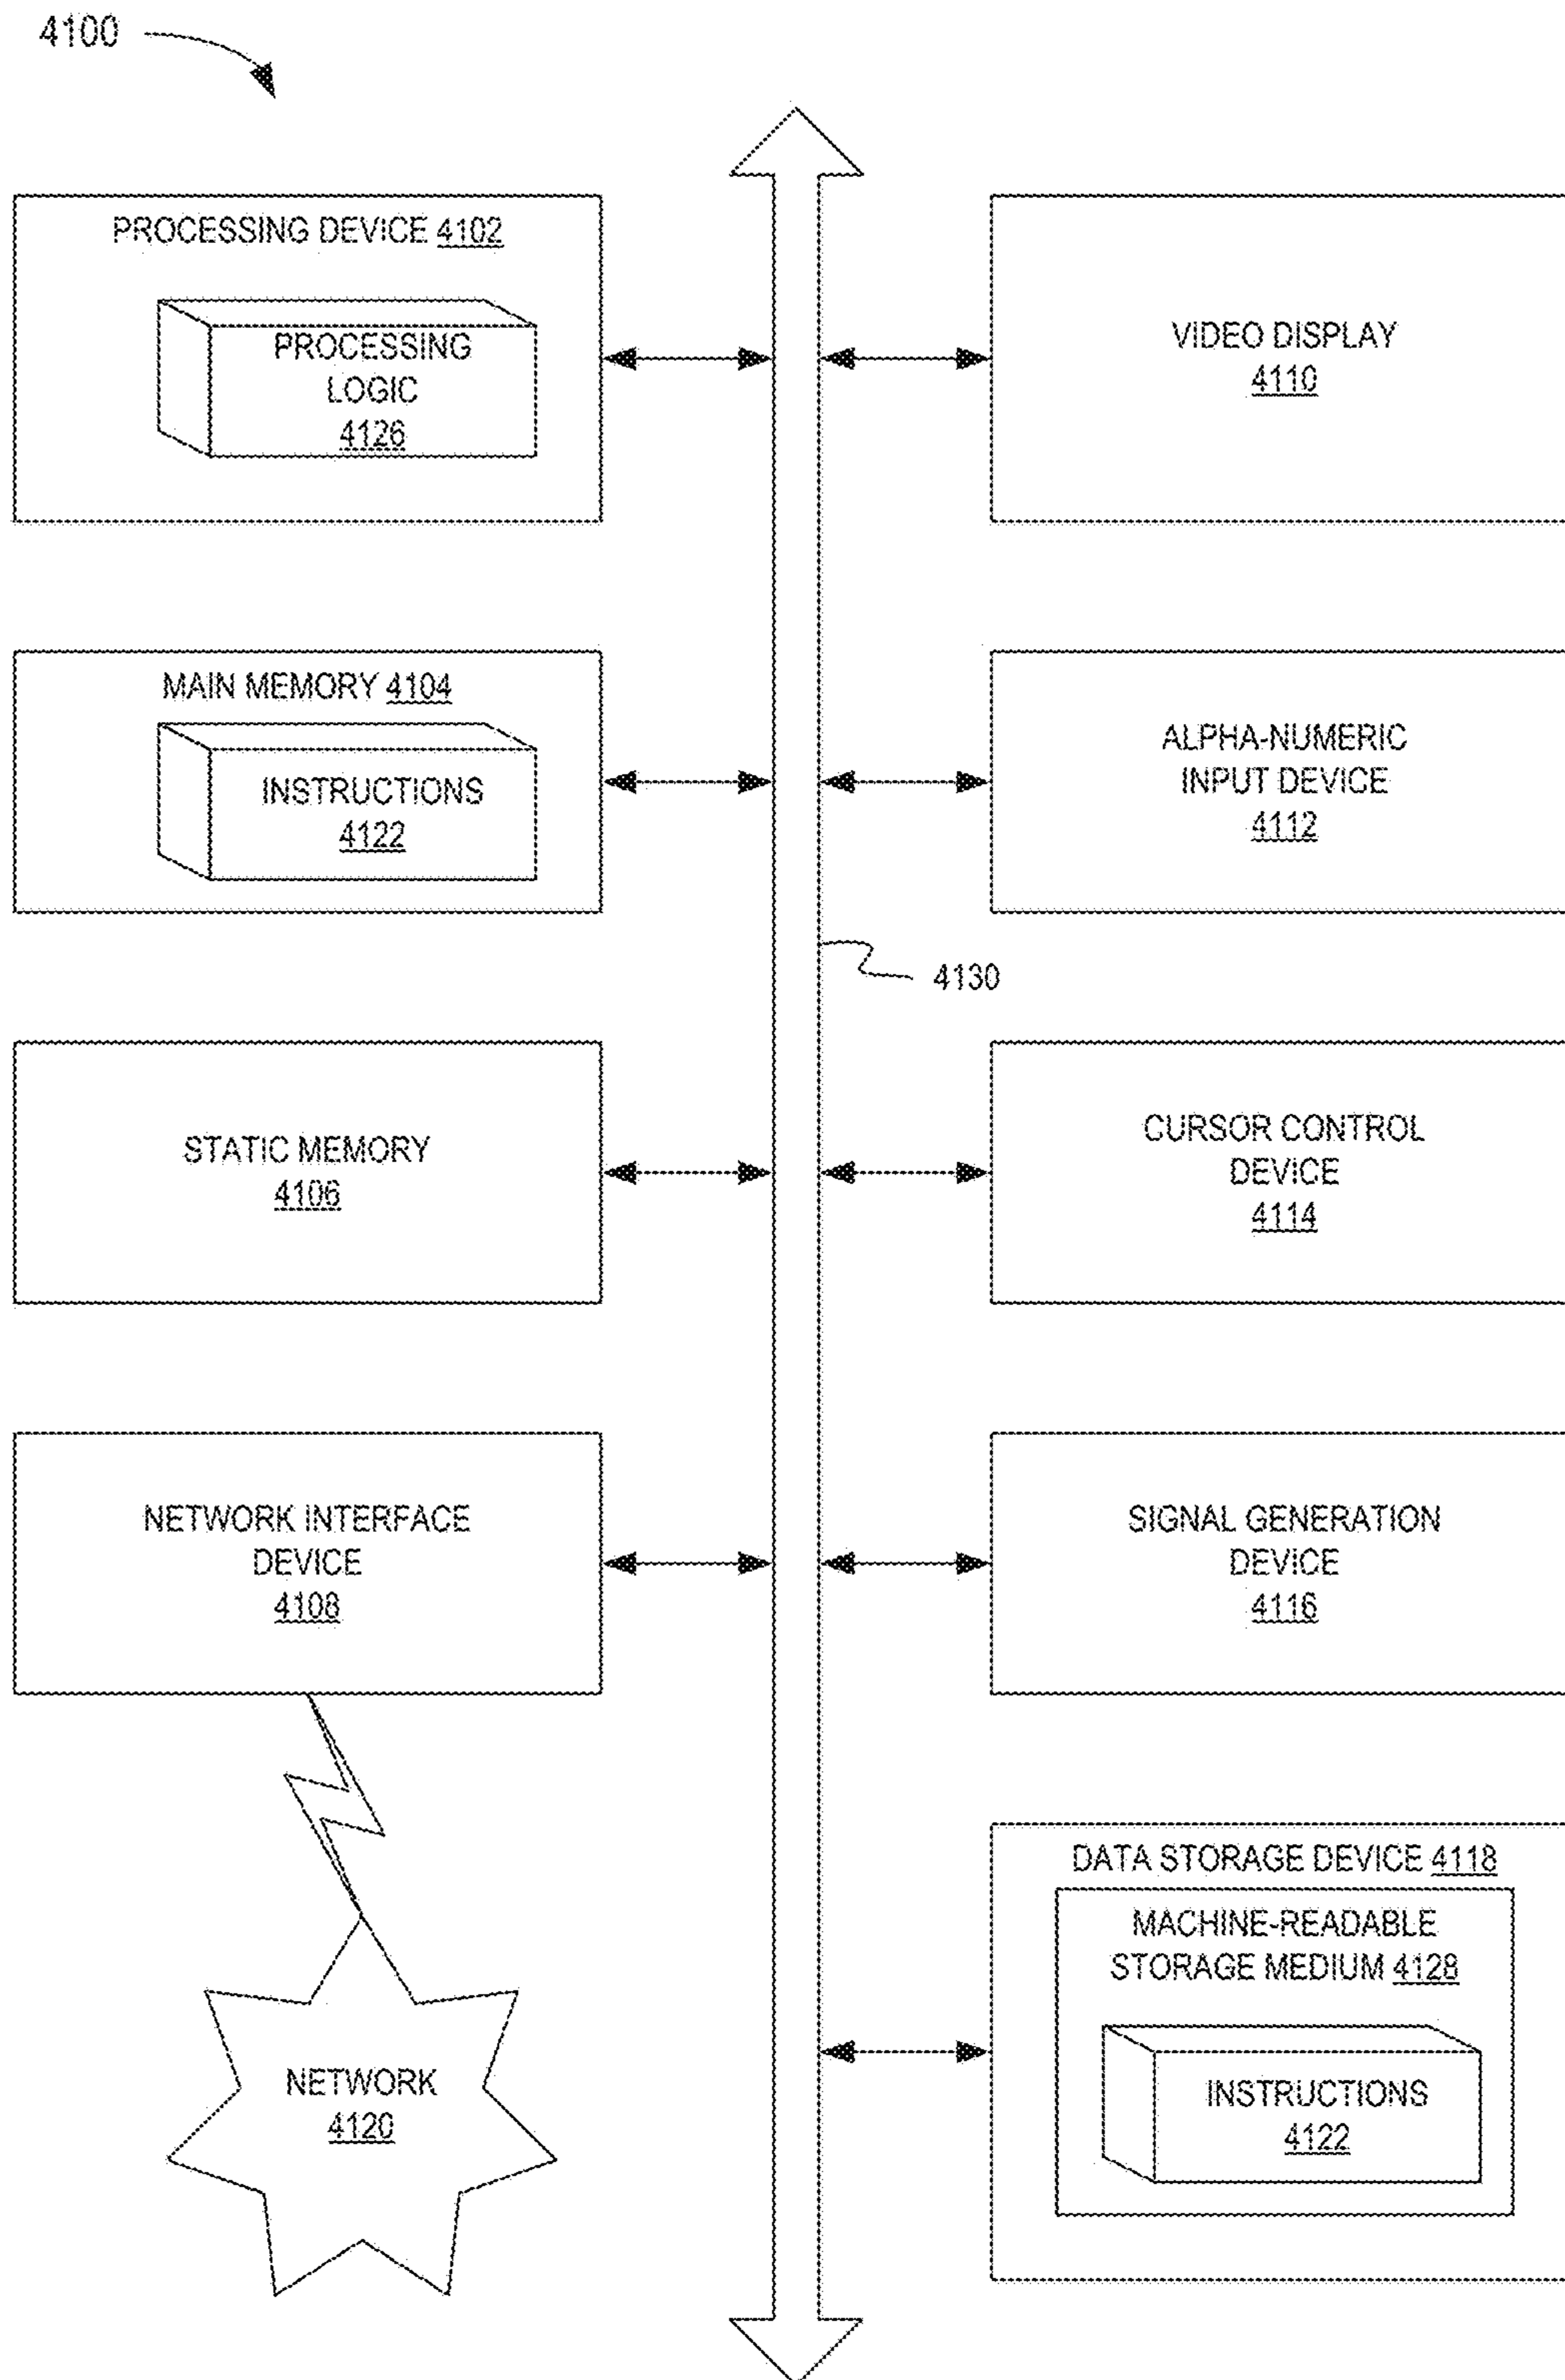 4100
PROCESSING DEVICE 4102
PROCESSING
LOGIC
4126
VIDEO DISPLAY
4110
MAIN MEMORY 4104
INSTRUCTIONS
4122
ALPHA-NUMERIC
INPUT DEVICE
4112
4130
STATIC MEMORY
4106
CURSOR CONTROL
DEVICE
4114
NETWORK INTERFACE
DEVICE
4108
SIGNAL GENERATION
DEVICE
4116
DATA STORAGE DEVICE 4118
MACHINE-READABLE
STORAGE MEDIUM 4128
INSTRUCTIONS
4122
NETWORK
4120